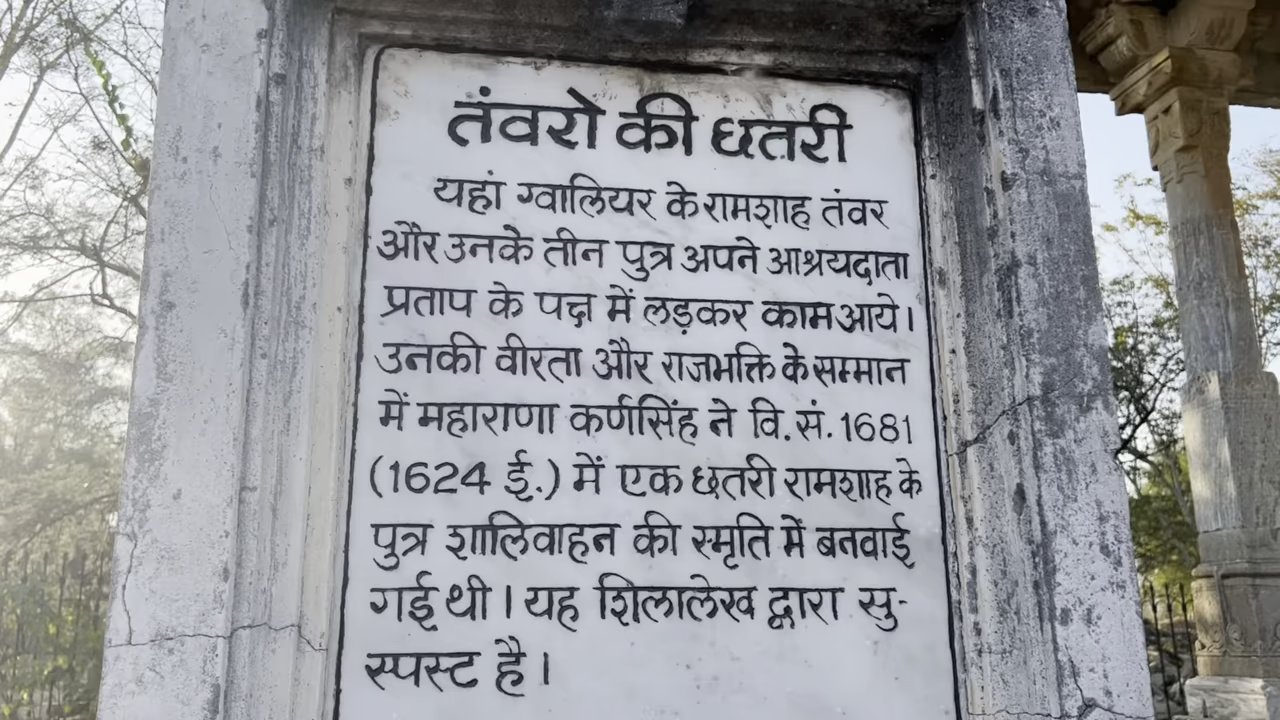 तंवरो की छतरी
यहां ग्वालियर के रामशाह तंवर
और उनके तीन पुत्र अपने आश्रयदाता
प्रताप के पक्ष में लड़कर काम आये।
उनकी वीरता और राजभक्ति के सम्मान
में महाराणा कर्णसिंह ने वि.सं. 1681
(1624 ई.) में एक छतरी रामशाह के
पुत्र शालिवाहन की स्मृति में बनवाई
गई थी। यह शिलालेख द्वारा सु-
स्पस्ट है।